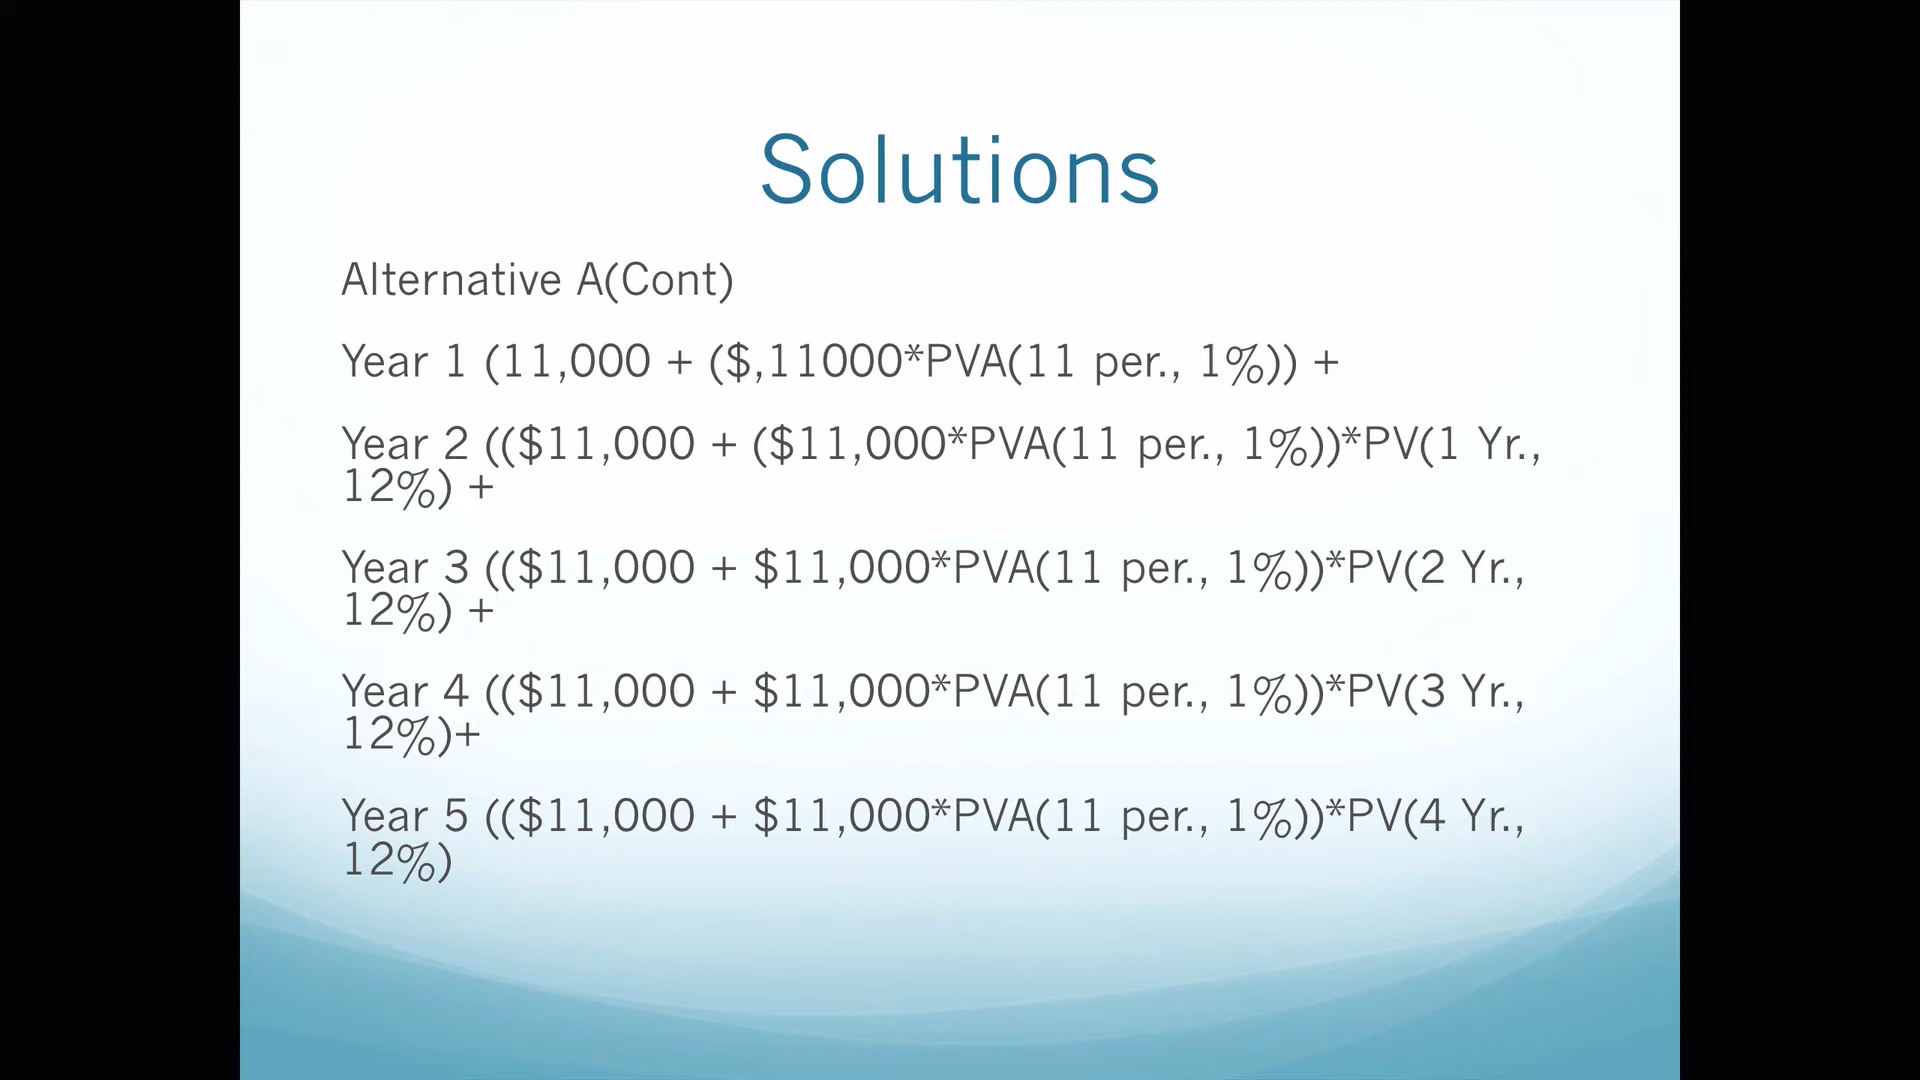 Solutions
Alternative A(Cont)
Year 1 (11,000 + ($,11000*PVA(11 per., 1%)) +
Year 2 (($11,000 + ($11,000*PVA(11 per., 1%))*PV(1 Yr.,
12%) +
Year 3 (($11,000 + $11,000*PVA(11 per., 1%))*PV(2 Yr.,
12%) +
Year 4 (($11,000 + $11,000*PVA(11 per., 1%))*PV(3 Yr.,
12%)+
Year 5 (($11,000 + $11,000*PVA(11 per., 1%))*PV(4 Yr.,
12%)